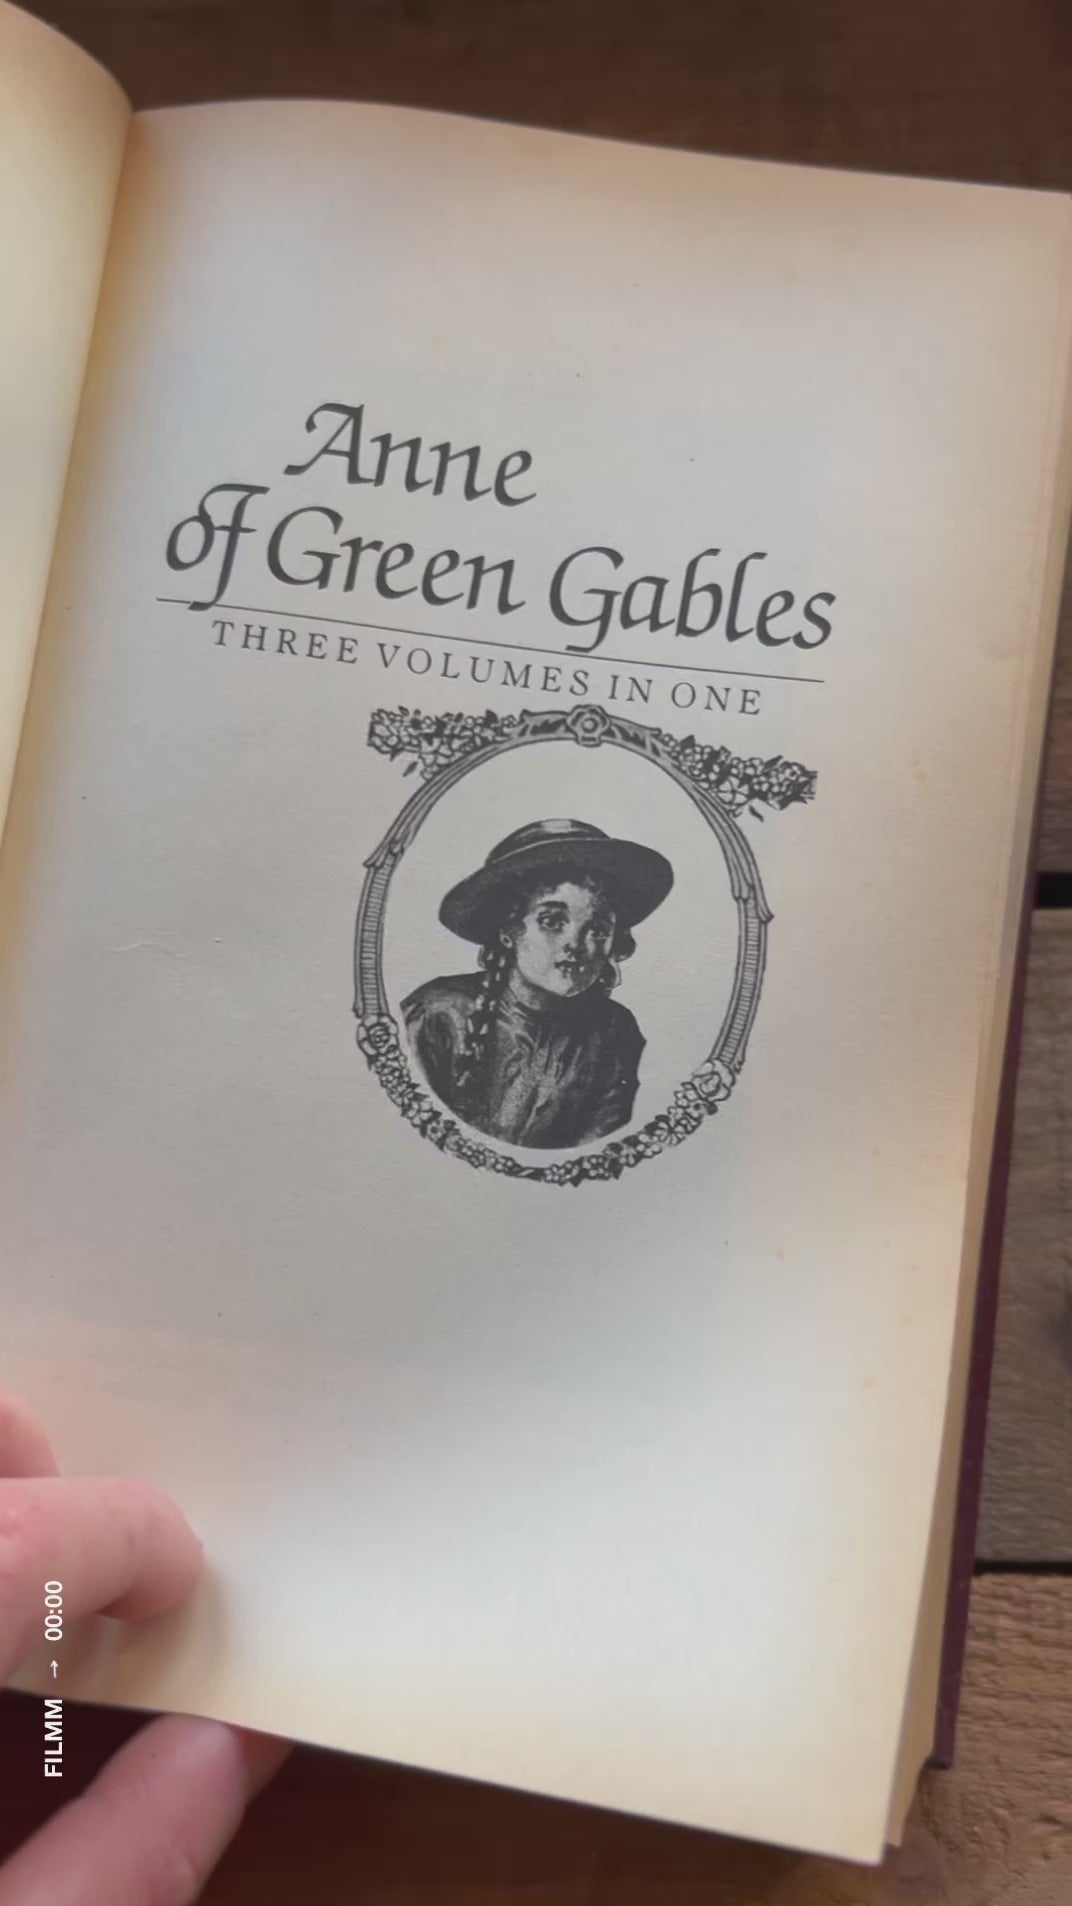 Anne
of Green Gables
THREE VOLUMES IN ONE
FILMM → 00:00